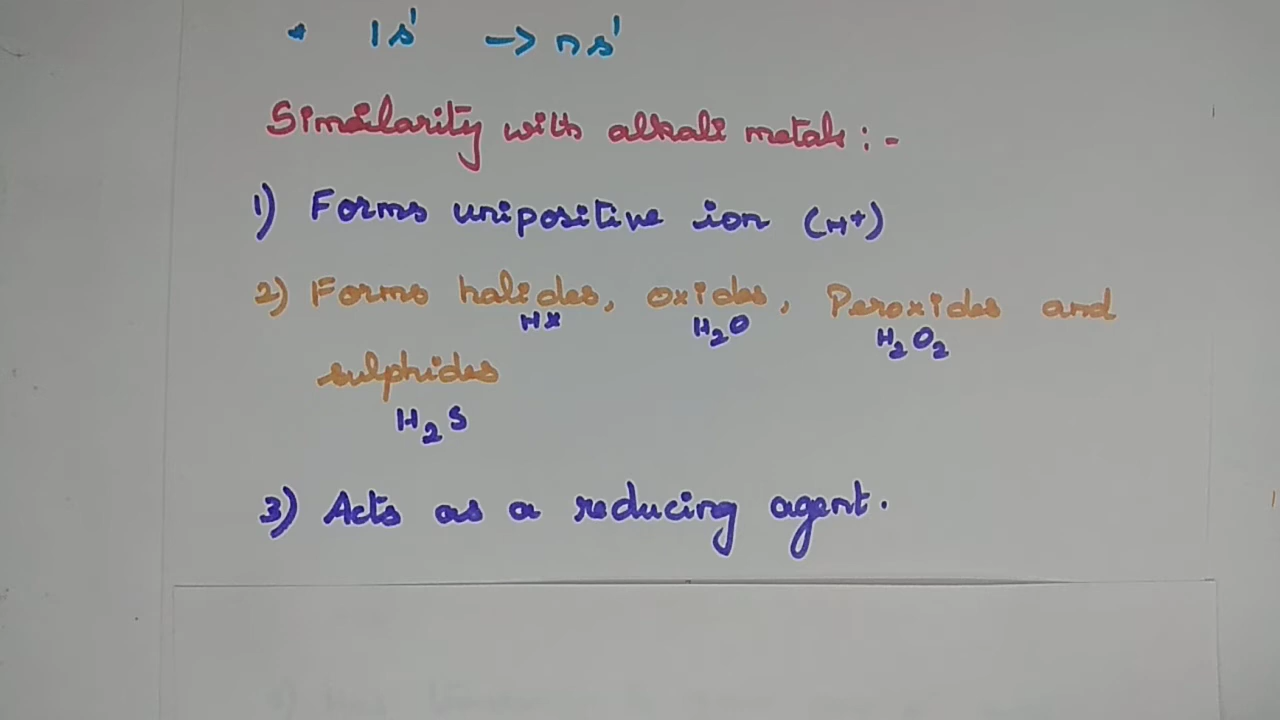 * 1s¹ -> ns¹
Similarity with alkali metals :-
1) Forms unipositive ion (H⁺)
2) Forms halides, oxides, Peroxides and
HX H₂O H₂O₂
sulphides
H₂S
3) Acts as a reducing agent.